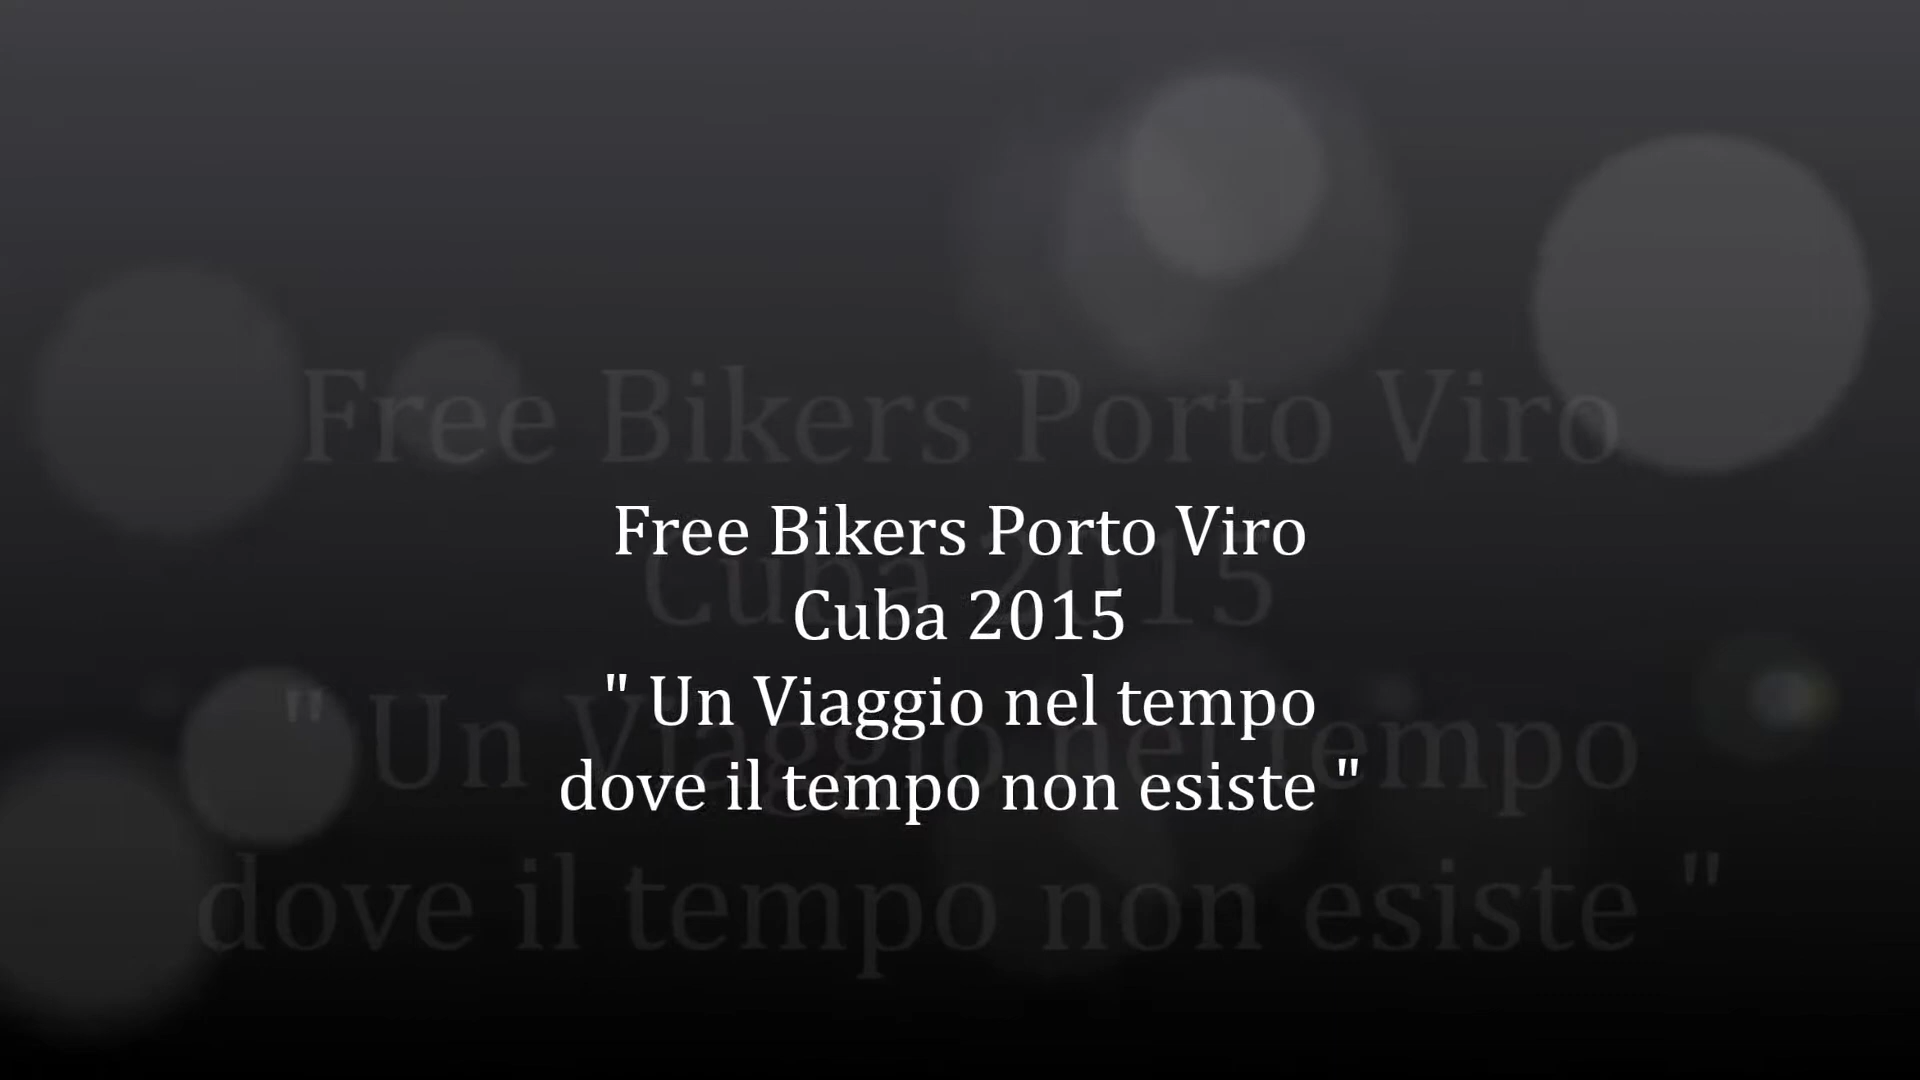 Free Bikers Porto Viro
Cuba 2015
" Un Viaggio nel tempo
dove il tempo non esiste "